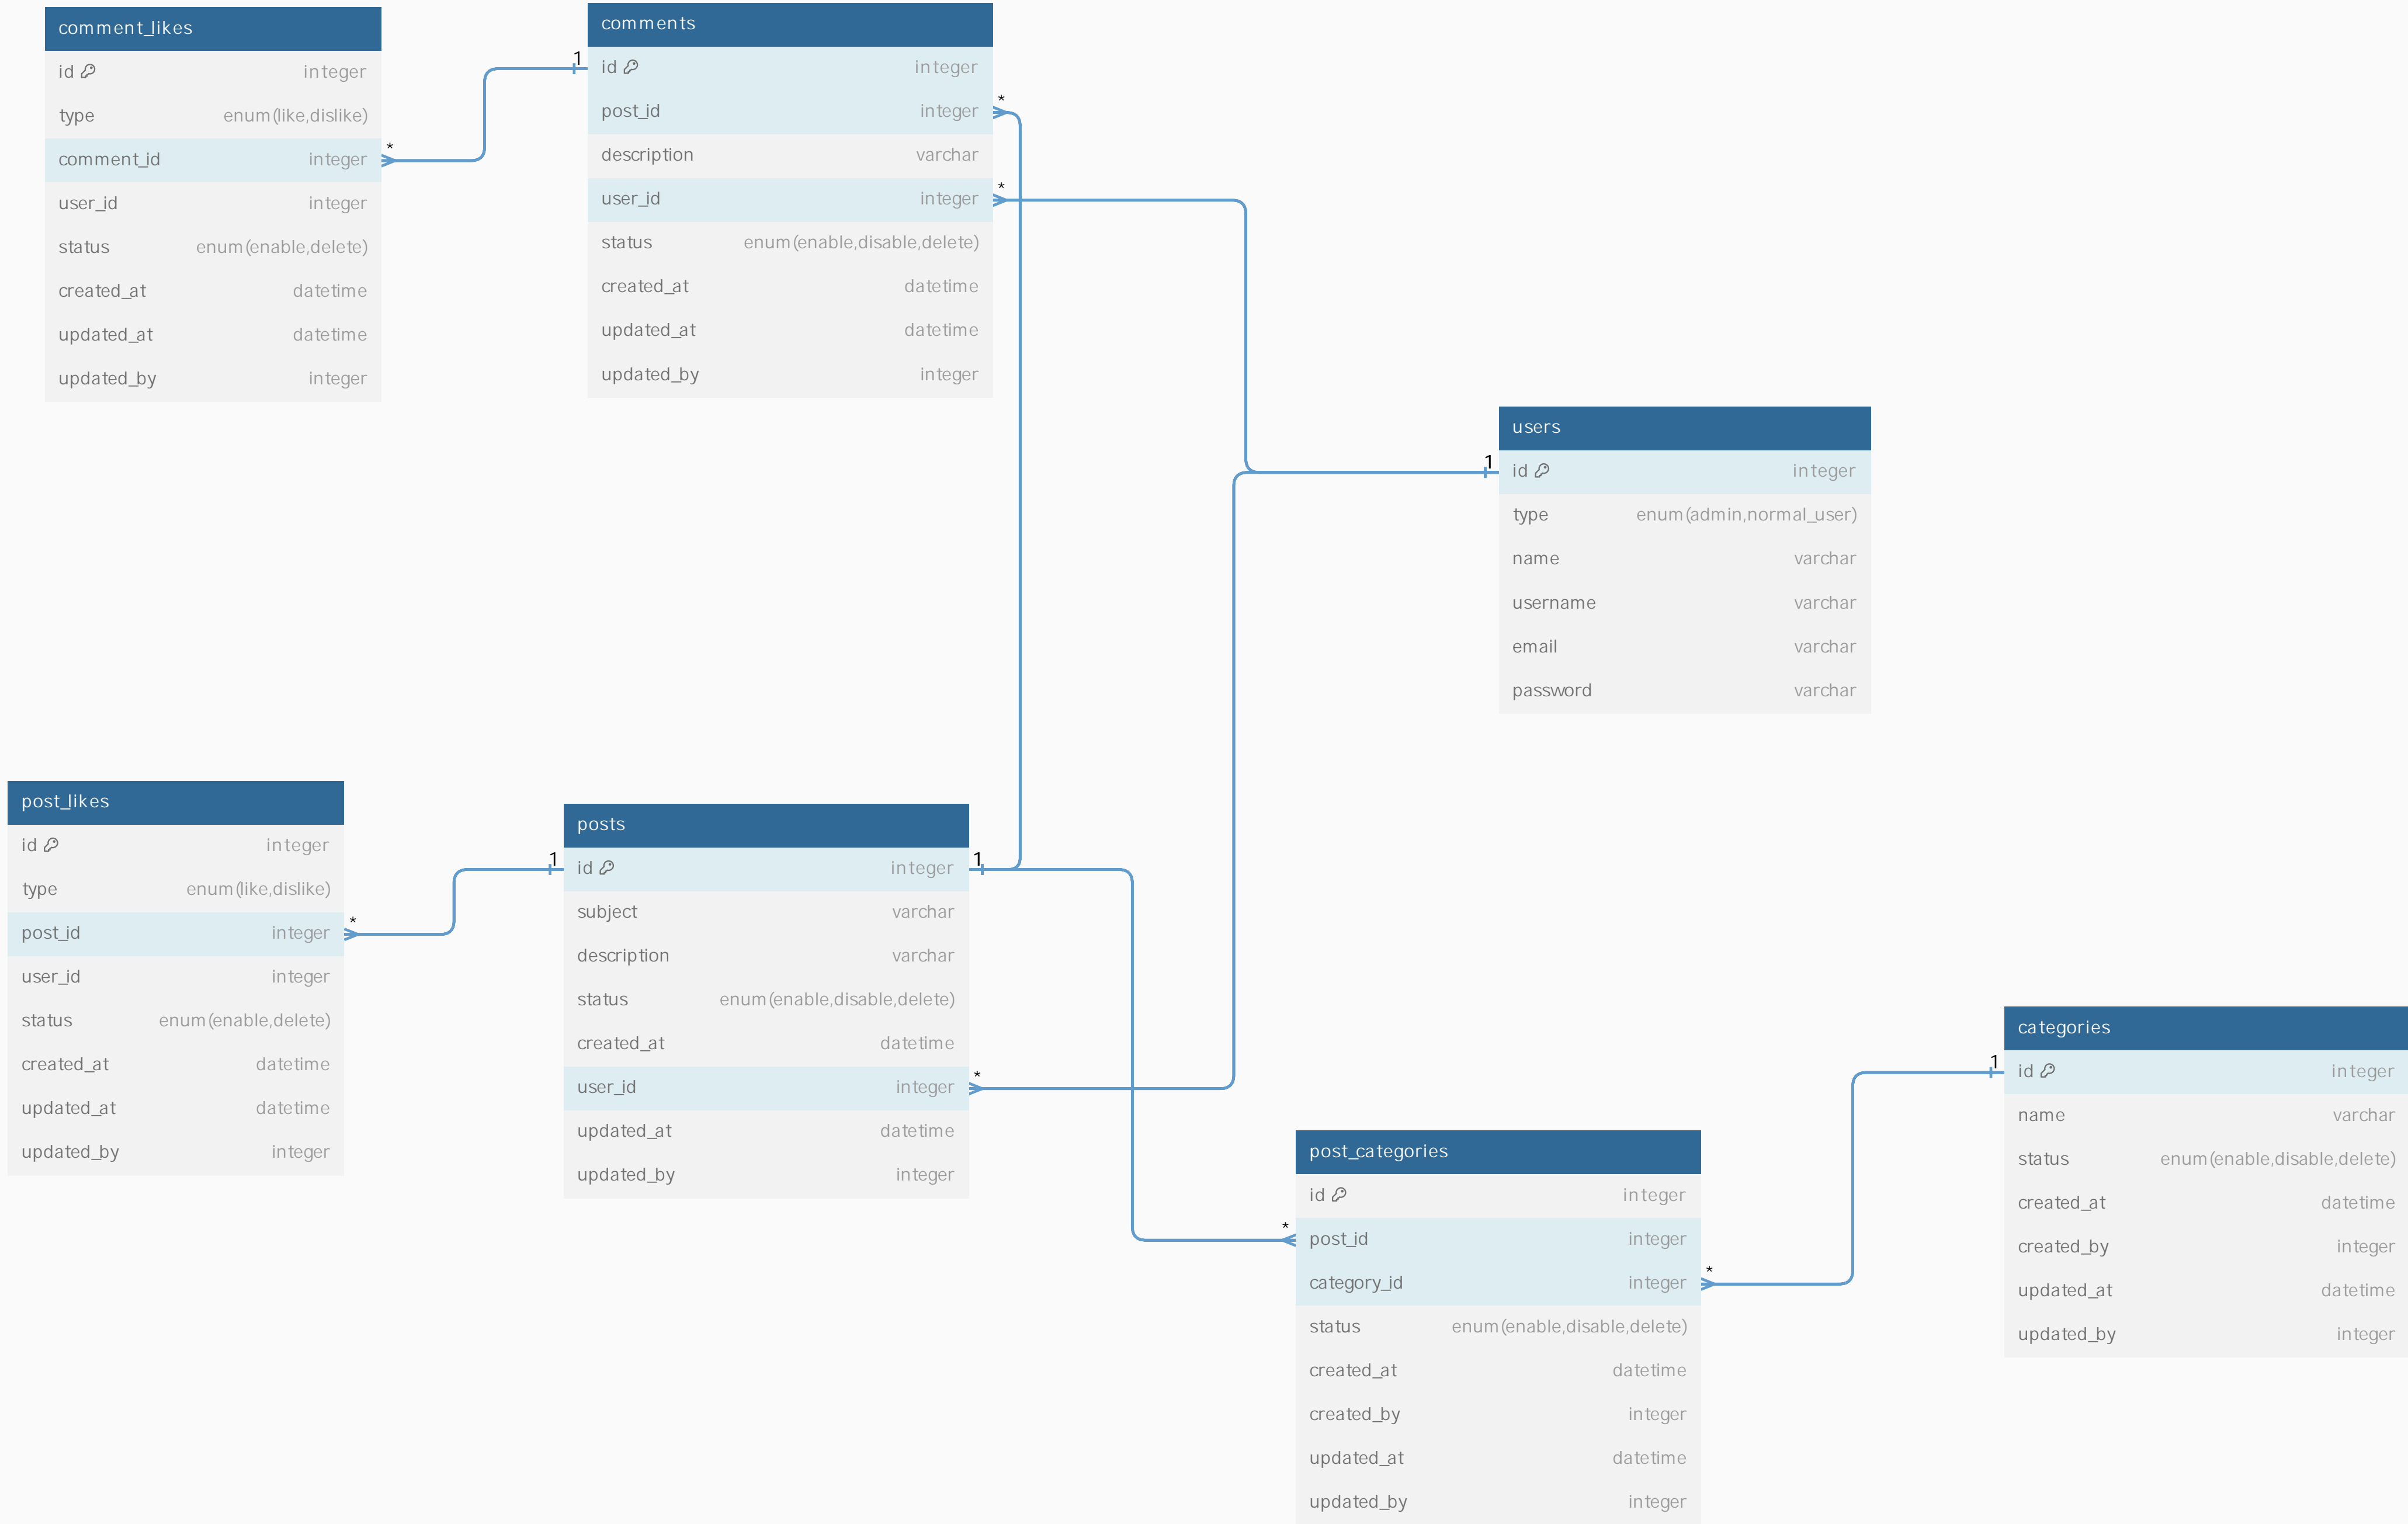 comment_likes
id integer
type enum(like,dislike)
comment_id integer
user_id integer
status enum(enable,delete)
created_at datetime
updated_at datetime
updated_by integer
*
1
comments
id integer
post_id integer
description varchar
user_id integer
status enum(enable,disable,delete)
created_at datetime
updated_at datetime
updated_by integer
*
*
1
users
id integer
type enum(admin,normal_user)
name varchar
username varchar
email varchar
password varchar
post_likes
id integer
type enum(like,dislike)
post_id integer
user_id integer
status enum(enable,delete)
created_at datetime
updated_at datetime
updated_by integer
*
1
posts
id integer
subject varchar
description varchar
status enum(enable,disable,delete)
created_at datetime
user_id integer
updated_at datetime
updated_by integer
1
*
*
post_categories
id integer
post_id integer
category_id integer
status enum(enable,disable,delete)
created_at datetime
created_by integer
updated_at datetime
updated_by integer
*
1
categories
id integer
name varchar
status enum(enable,disable,delete)
created_at datetime
created_by integer
updated_at datetime
updated_by integer